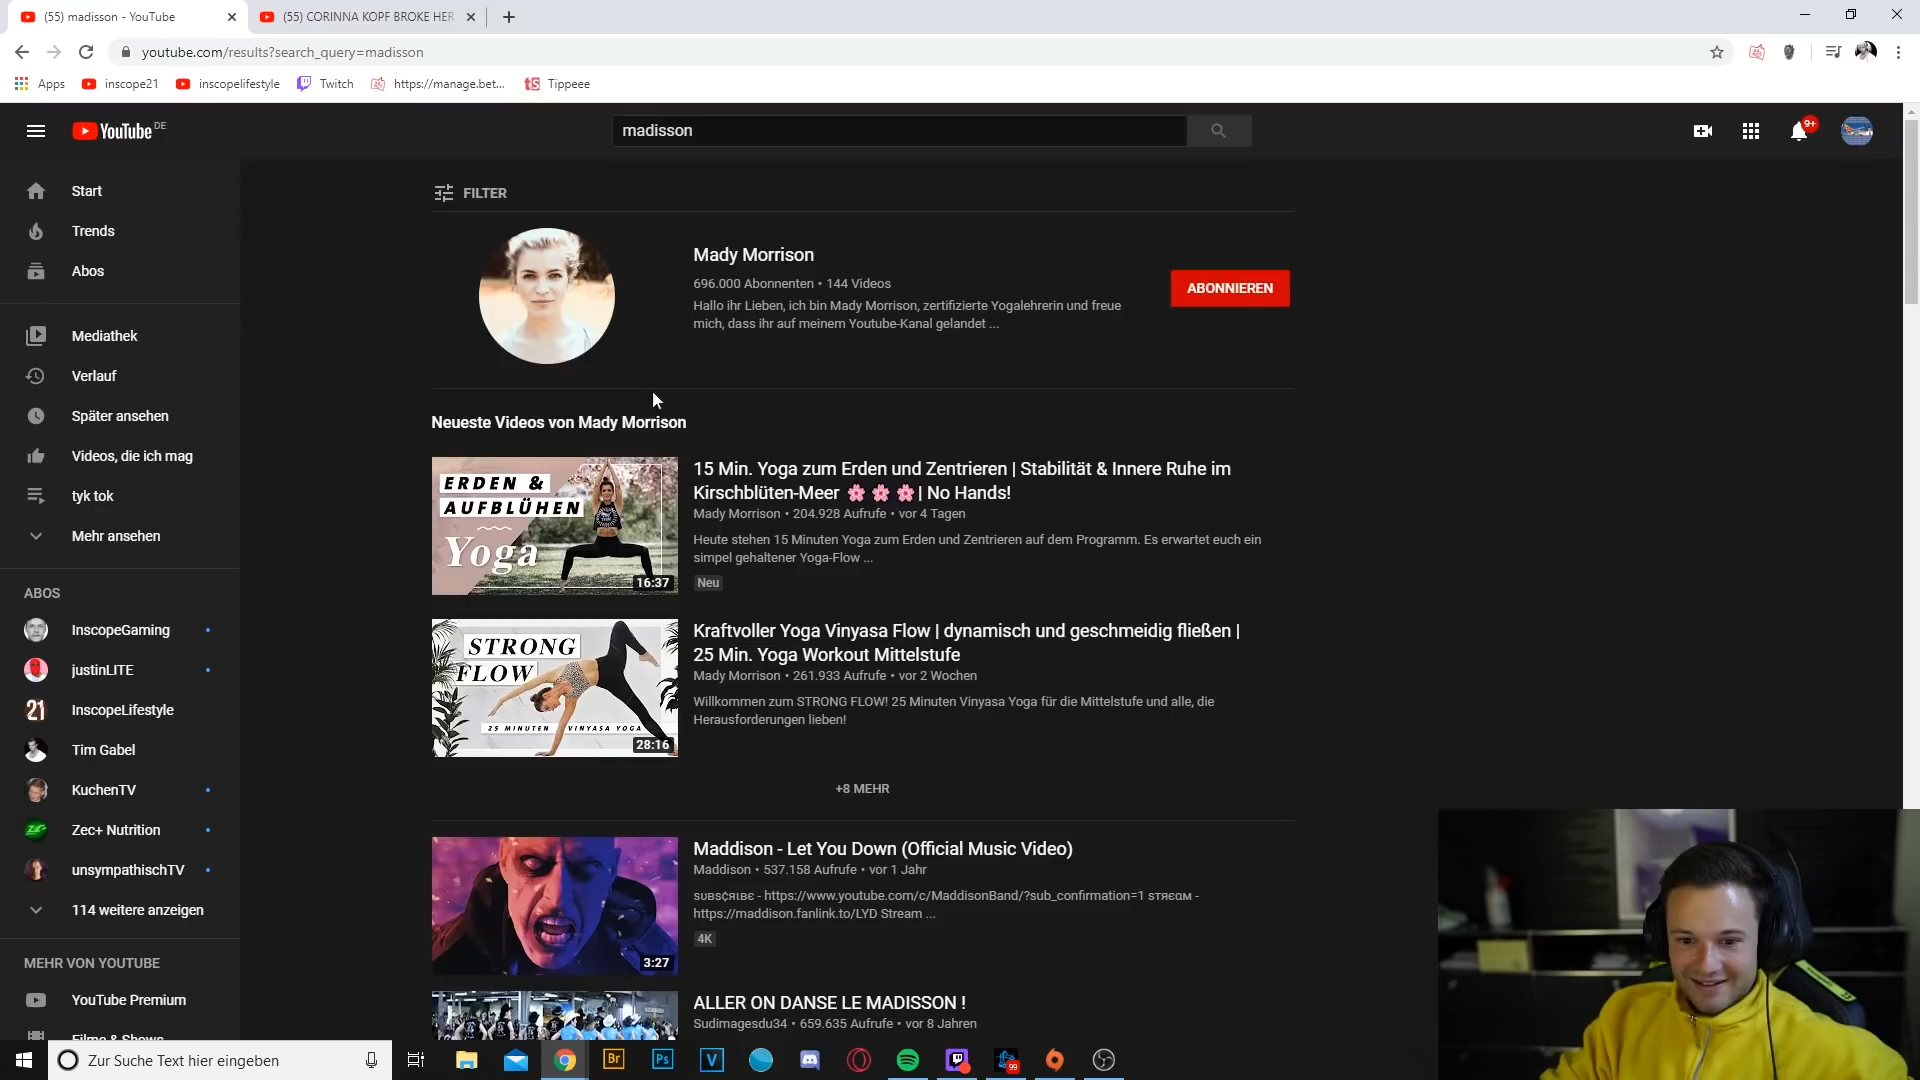 (55) madisson - YouTube
(55) CORINNA KOPF BROKE HER
youtube.com/results?search_query=madisson
Apps
inscope21
inscopelifestyle
Twitch
https://manage.bet...
Tippeee
YouTube DE
madisson
9+
Start
Trends
Abos
Mediathek
Verlauf
Später ansehen
Videos, die ich mag
tyk tok
Mehr ansehen
ABOS
InscopeGaming
justinLITE
21
InscopeLifestyle
Tim Gabel
KuchenTV
Zec+ Nutrition
unsympathischTV
114 weitere anzeigen
MEHR VON YOUTUBE
YouTube Premium
Filme & Shows
FILTER
Mady Morrison
696.000 Abonnenten • 144 Videos
Hallo ihr Lieben, ich bin Mady Morrison, zertifizierte Yogalehrerin und freue
mich, dass ihr auf meinem Youtube-Kanal gelandet ...
ABONNIEREN
Neueste Videos von Mady Morrison
ERDEN &
AUFBLÜHEN
Yoga
16:37
15 Min. Yoga zum Erden und Zentrieren | Stabilität & Innere Ruhe im
Kirschblüten-Meer 🌸 🌸 🌸 | No Hands!
Mady Morrison • 204.928 Aufrufe • vor 4 Tagen
Heute stehen 15 Minuten Yoga zum Erden und Zentrieren auf dem Programm. Es erwartet euch ein
simpel gehaltener Yoga-Flow ...
Neu
STRONG
FLOW
25 MINUTEN VINYASA YOGA
28:16
Kraftvoller Yoga Vinyasa Flow | dynamisch und geschmeidig fließen |
25 Min. Yoga Workout Mittelstufe
Mady Morrison • 261.933 Aufrufe • vor 2 Wochen
Willkommen zum STRONG FLOW! 25 Minuten Vinyasa Yoga für die Mittelstufe und alle, die
Herausforderungen lieben!
+8 MEHR
3:27
Maddison - Let You Down (Official Music Video)
Maddison • 537.158 Aufrufe • vor 1 Jahr
ѕυвѕ¢яιвє - https://www.youtube.com/c/MaddisonBand/?sub_confirmation=1 ѕтяєαм -
https://maddison.fanlink.to/LYD Stream ...
4K
ALLER ON DANSE LE MADISSON !
Sudimagesdu34 • 659.635 Aufrufe • vor 8 Jahren
Zur Suche Text hier eingeben
Br
Ps
V
99